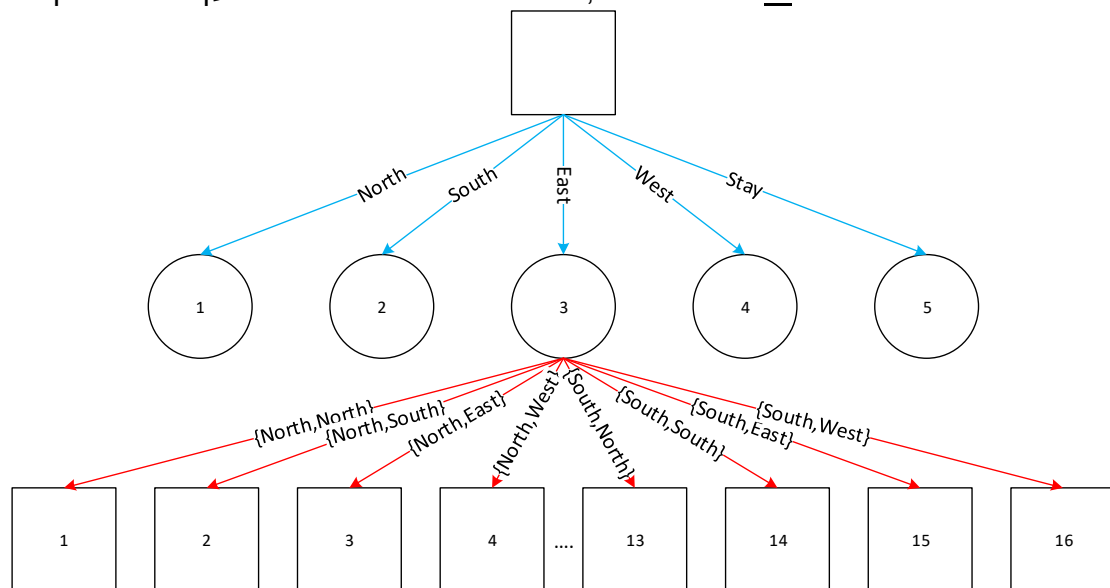 North
South
East
West
Stay
1
2
3
4
5
{North,North}
{North,South}
{North,East}
{North,West}
{South,North}
{South,South}
{South,East}
{South,West}
1
2
3
4
....
13
14
15
16